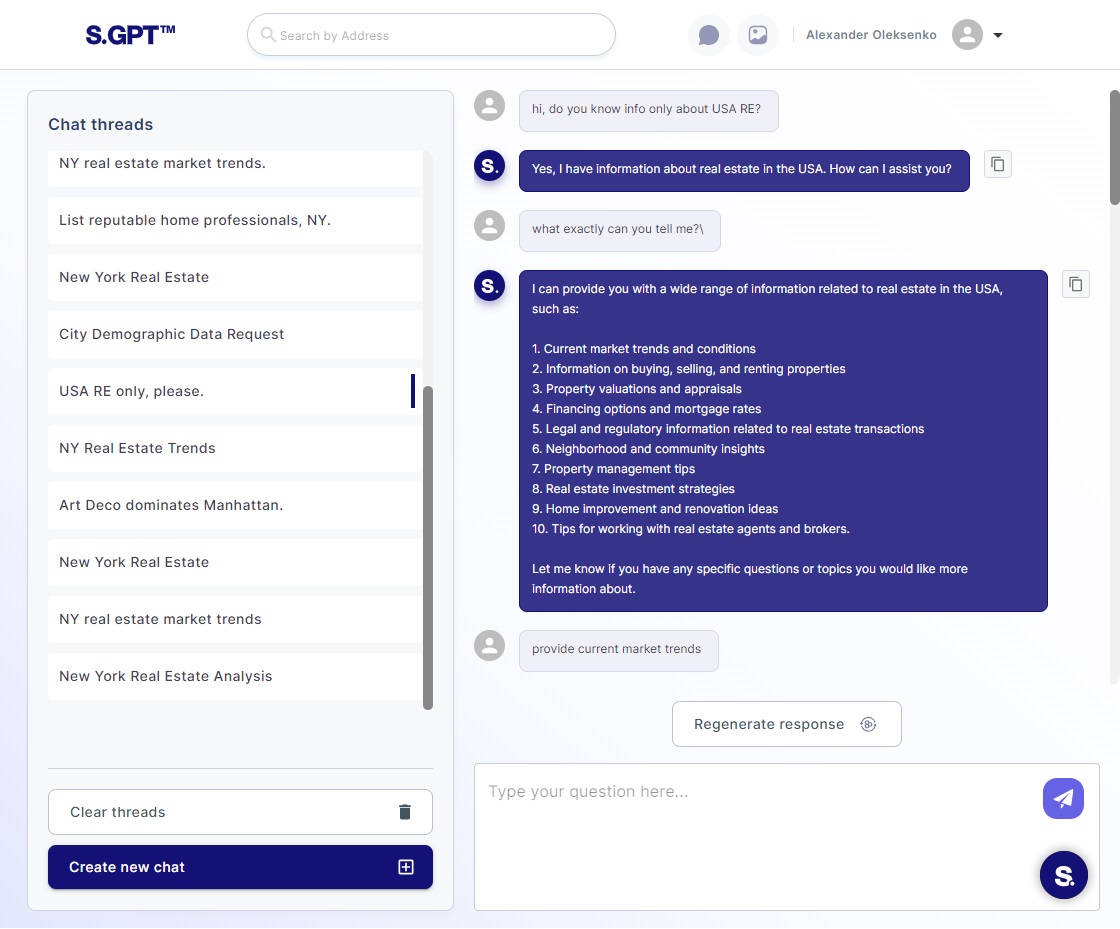 S.GPT™
Search by Address
Alexander Oleksenko
Chat threads
NY real estate market trends.
List reputable home professionals, NY.
New York Real Estate
City Demographic Data Request
USA RE only, please.
NY Real Estate Trends
Art Deco dominates Manhattan.
New York Real Estate
NY real estate market trends
New York Real Estate Analysis
Clear threads
Create new chat
hi, do you know info only about USA RE?
S.
Yes, I have information about real estate in the USA. How can I assist you?
what exactly can you tell me?\
S.
I can provide you with a wide range of information related to real estate in the USA,
such as:
1. Current market trends and conditions
2. Information on buying, selling, and renting properties
3. Property valuations and appraisals
4. Financing options and mortgage rates
5. Legal and regulatory information related to real estate transactions
6. Neighborhood and community insights
7. Property management tips
8. Real estate investment strategies
9. Home improvement and renovation ideas
10. Tips for working with real estate agents and brokers.
Let me know if you have any specific questions or topics you would like more
information about.
provide current market trends
Regenerate response
Type your question here...
S.